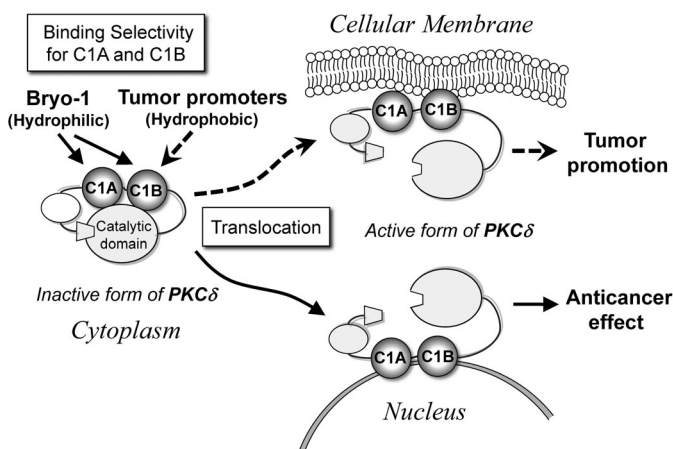 Binding Selectivity
for C1A and C1B
Cellular Membrane
Bryo-1
(Hydrophilic)
Tumor promoters
(Hydrophobic)
C1A
C1B
C1A
C1B
Catalytic
domain
Translocation
Tumor
promotion
Inactive form of PKCδ
Active form of PKCδ
Cytoplasm
Anticancer
effect
C1A
C1B
Nucleus